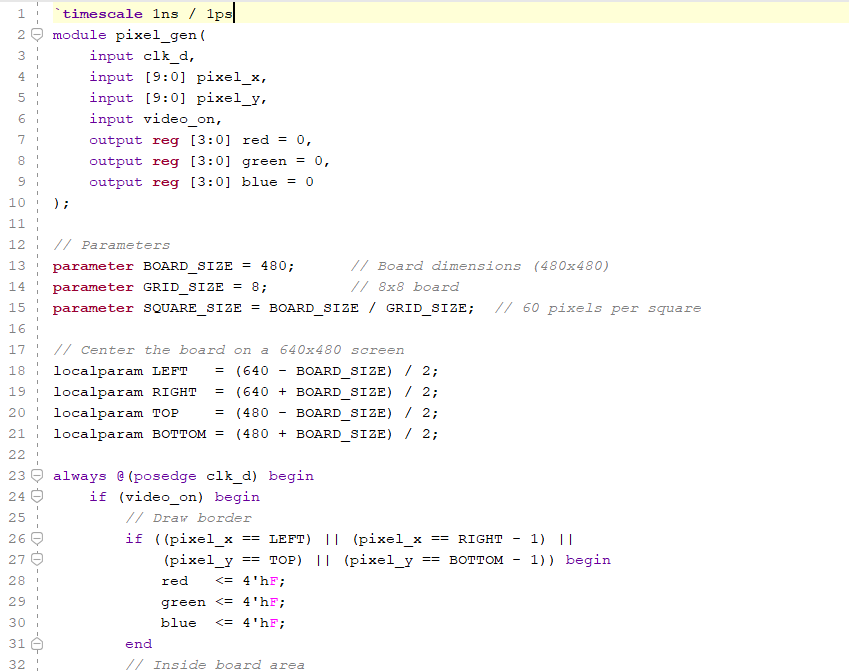 1 `timescale 1ns / 1ps
2 module pixel_gen(
3     input clk_d,
4     input [9:0] pixel_x,
5     input [9:0] pixel_y,
6     input video_on,
7     output reg [3:0] red = 0,
8     output reg [3:0] green = 0,
9     output reg [3:0] blue = 0
10 );
11
12 // Parameters
13 parameter BOARD_SIZE = 480;      // Board dimensions (480x480)
14 parameter GRID_SIZE = 8;         // 8x8 board
15 parameter SQUARE_SIZE = BOARD_SIZE / GRID_SIZE;  // 60 pixels per square
16
17 // Center the board on a 640x480 screen
18 localparam LEFT   = (640 - BOARD_SIZE) / 2;
19 localparam RIGHT  = (640 + BOARD_SIZE) / 2;
20 localparam TOP    = (480 - BOARD_SIZE) / 2;
21 localparam BOTTOM = (480 + BOARD_SIZE) / 2;
22
23 always @(posedge clk_d) begin
24     if (video_on) begin
25         // Draw border
26         if ((pixel_x == LEFT) || (pixel_x == RIGHT - 1) ||
27             (pixel_y == TOP) || (pixel_y == BOTTOM - 1)) begin
28             red   <= 4'hF;
29             green <= 4'hF;
30             blue  <= 4'hF;
31         end
32         // Inside board area